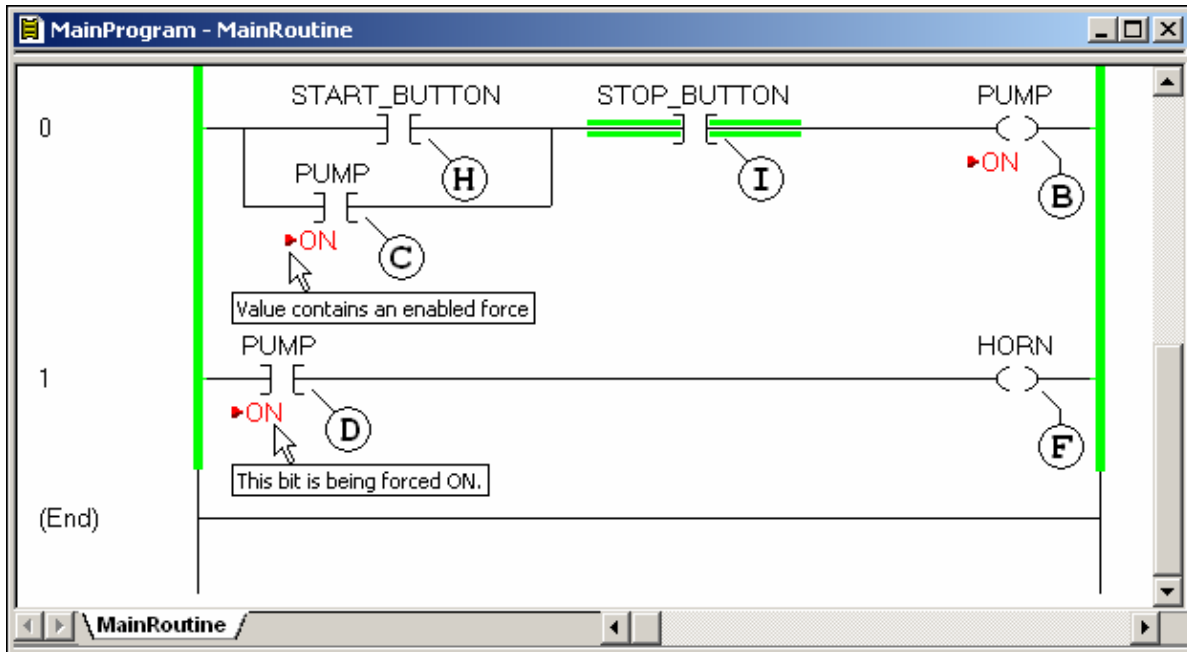 MainProgram - MainRoutine
START_BUTTON STOP_BUTTON PUMP
0
H I ON B
PUMP
ON C
Value contains an enabled force
PUMP HORN
1
ON D F
This bit is being forced ON.
(End)
MainRoutine